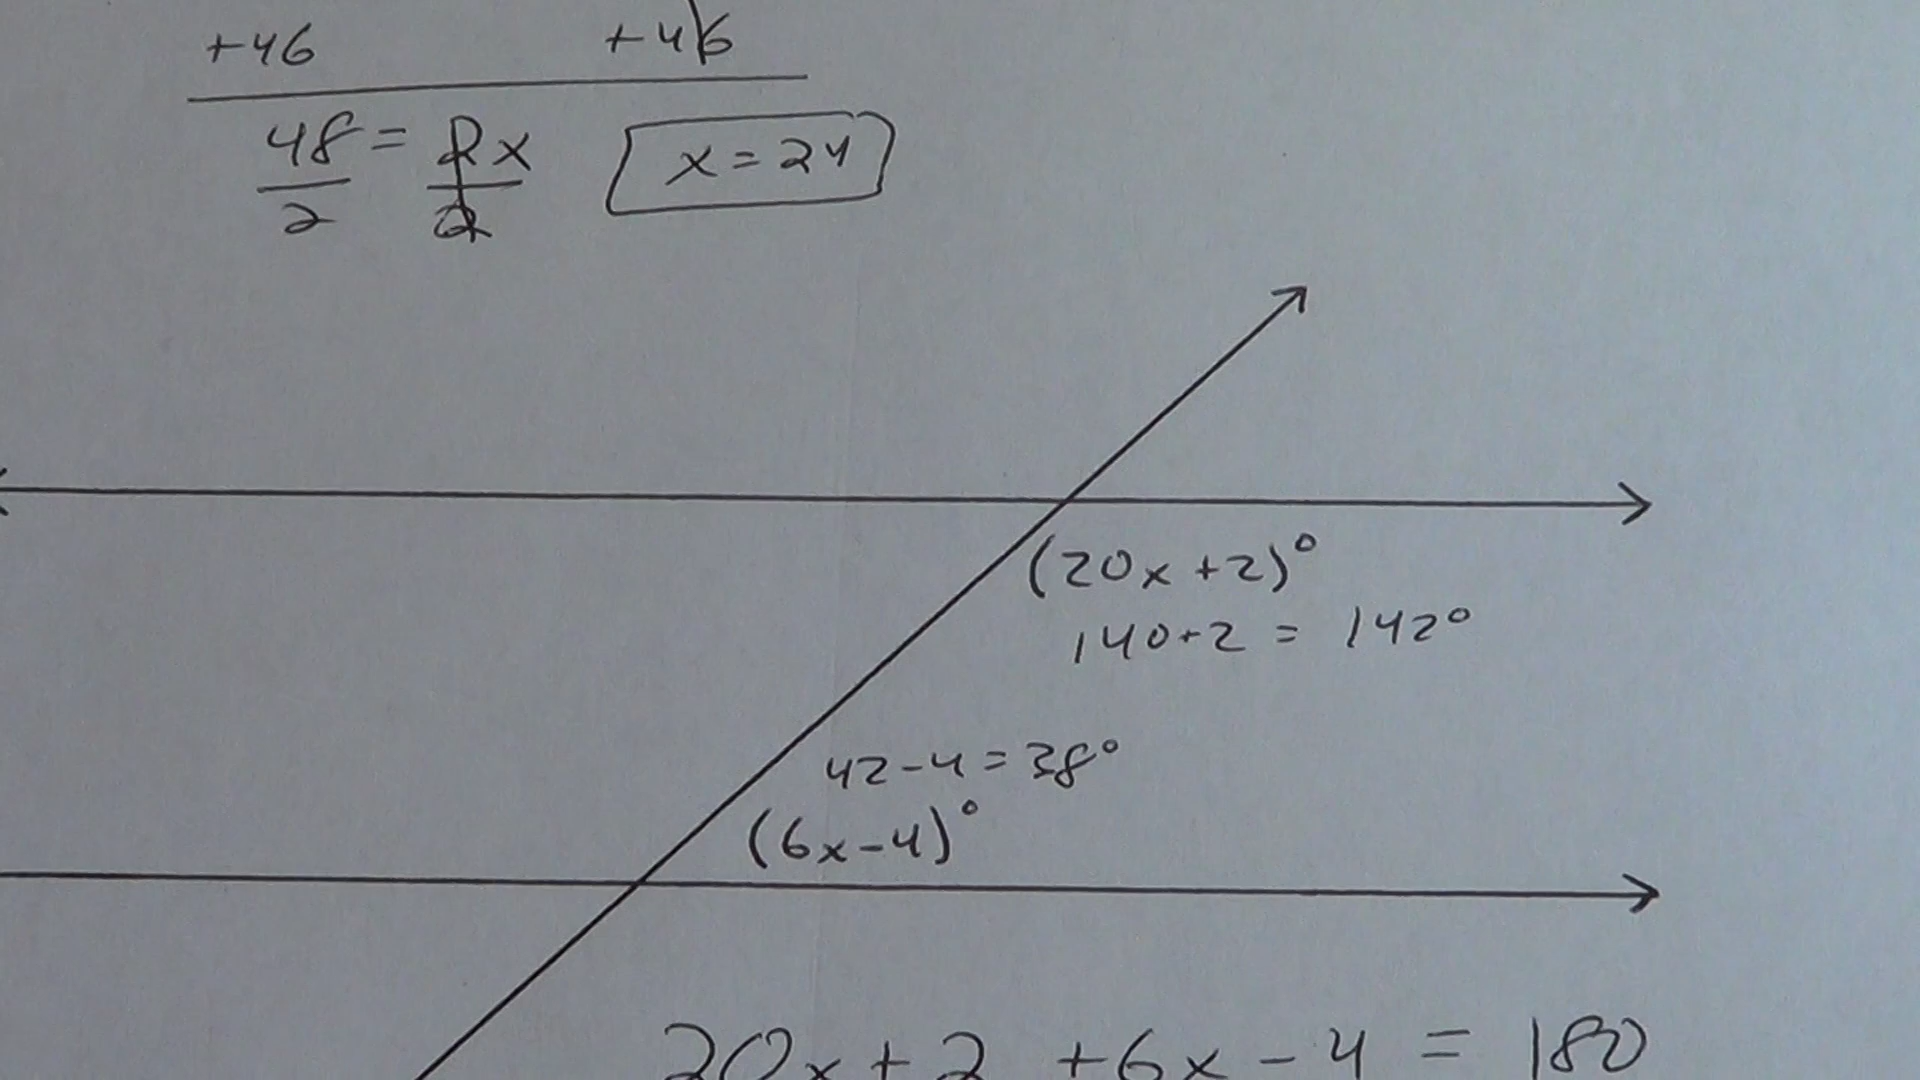 +46 +46
48 = 2x
2 2
x = 24
(20x+2)°
140+2 = 142°
42-4=38°
(6x-4)°
20x+2 +6x-4 = 180